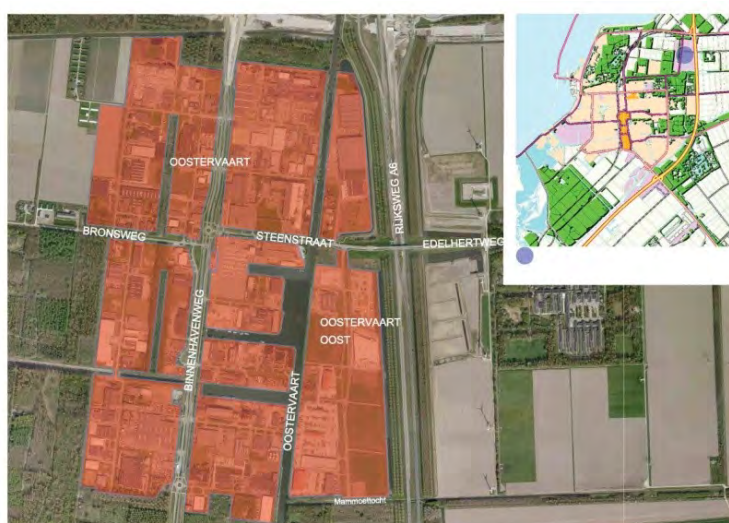 OOSTERVAART
BRONSWEG
STEENSTRAAT
RIJKSWEG A6
EDELHERTWEG
BINNENHAVENWEG
OOSTERVAART
OOSTERVAART
OOST
Mammoettocht